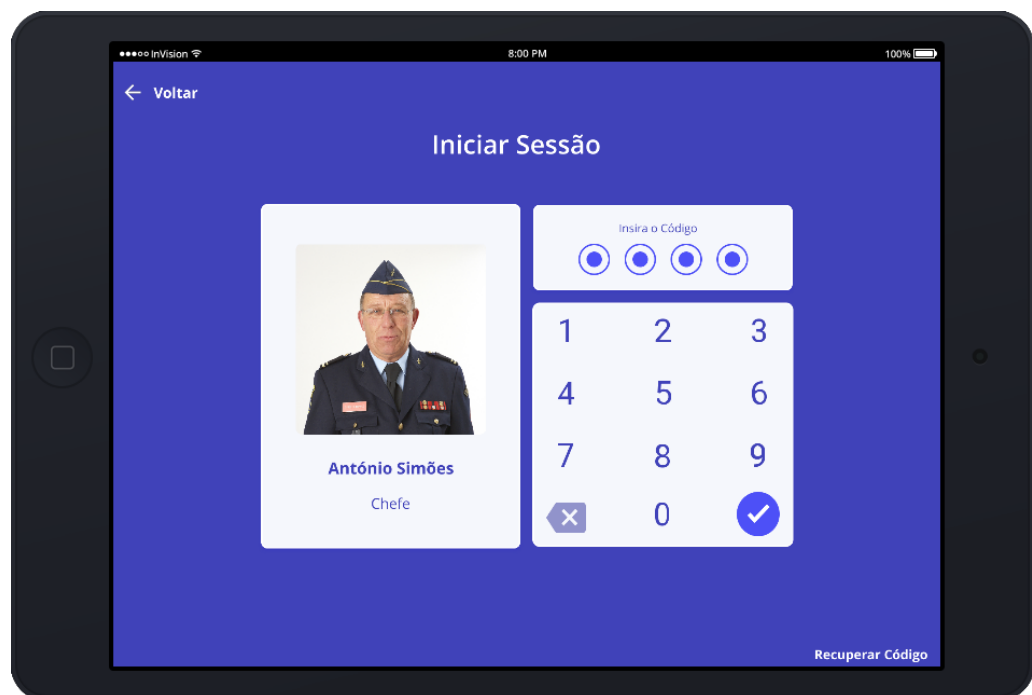 InVision
8:00 PM
100%
Voltar
Iniciar Sessão
António Simões
Chefe
Insira o Código
1 2 3
4 5 6
7 8 9
0
Recuperar Código